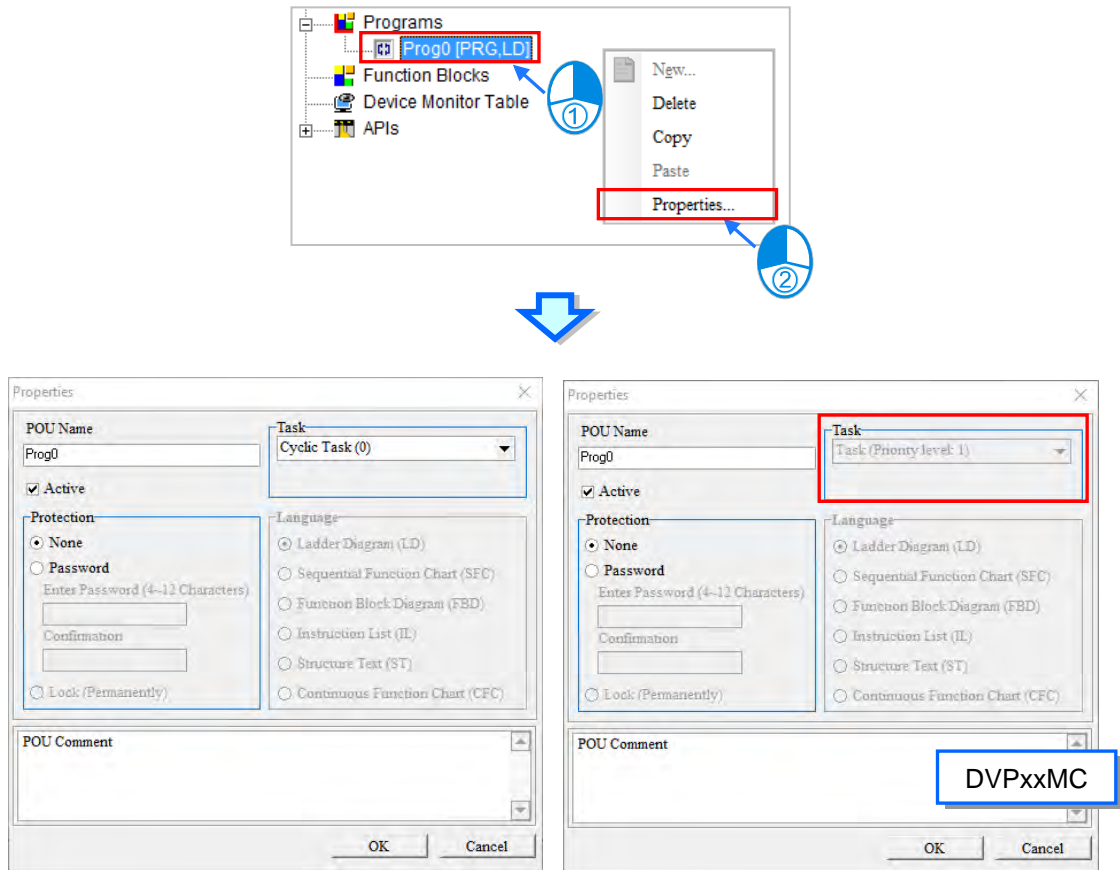 Programs
Prog0 [PRG,LD]
Function Blocks
Device Monitor Table
APIs
New...
Delete
Copy
Paste
Properties...
1
2
Properties
POU Name
Prog0
Active
Task
Cyclic Task (0)
Protection
None
Password
Enter Password (4~12 Characters)
Confirmation
Lock (Permanently)
Language
Ladder Diagram (LD)
Sequential Function Chart (SFC)
Function Block Diagram (FBD)
Instruction List (IL)
Structure Text (ST)
Continuous Function Chart (CFC)
POU Comment
OK Cancel
Properties
POU Name
Prog0
Active
Task
Task (Priority level: 1)
Protection
None
Password
Enter Password (4~12 Characters)
Confirmation
Lock (Permanently)
Language
Ladder Diagram (LD)
Sequential Function Chart (SFC)
Function Block Diagram (FBD)
Instruction List (IL)
Structure Text (ST)
Continuous Function Chart (CFC)
POU Comment
DVPxxMC
OK Cancel